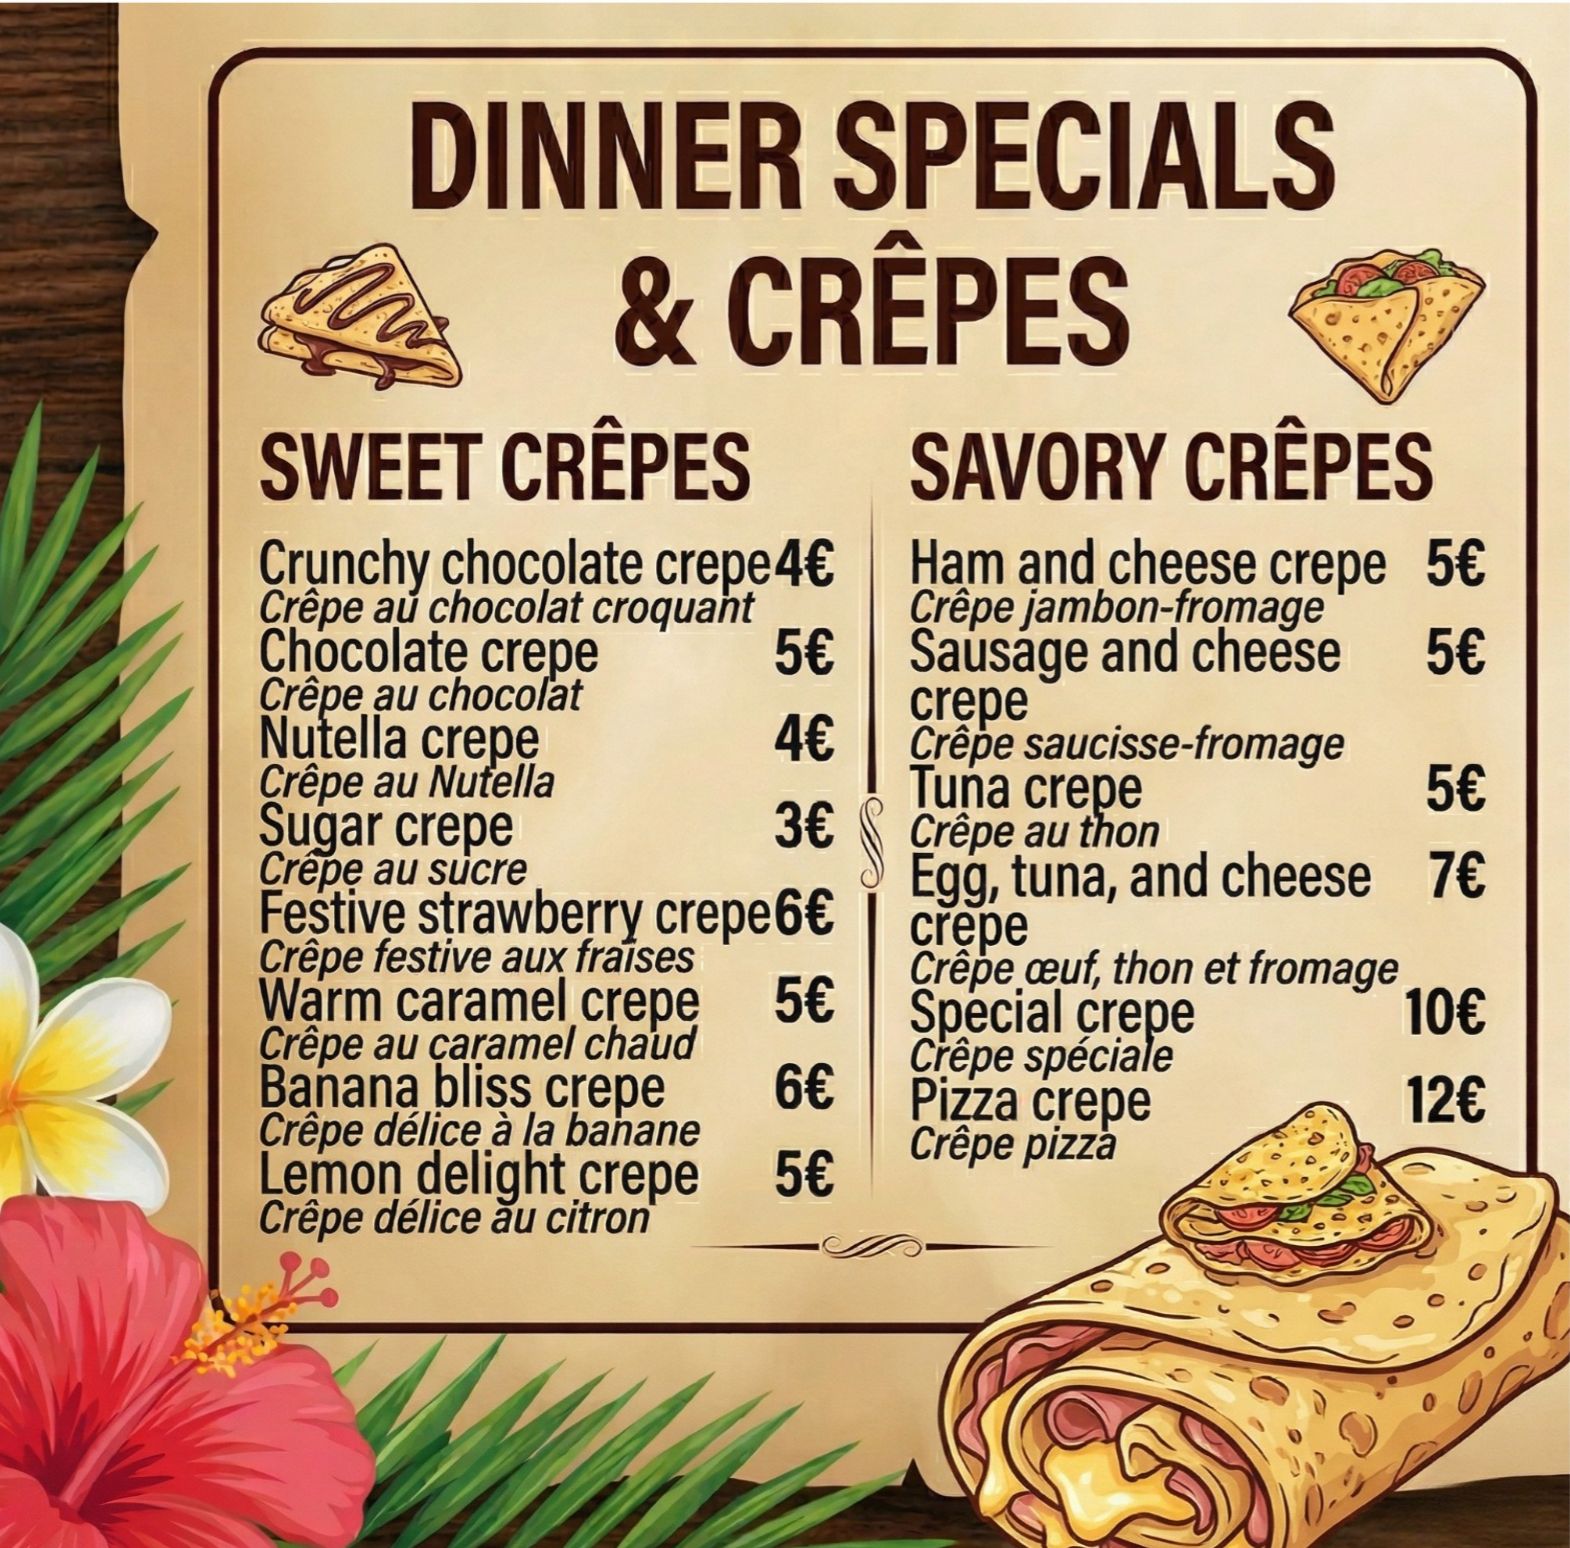 DINNER SPECIALS
& CRÊPES
SWEET CRÊPES
Crunchy chocolate crepe 4€
Crêpe au chocolat croquant
Chocolate crepe 5€
Crêpe au chocolat
Nutella crepe 4€
Crêpe au Nutella
Sugar crepe 3€
Crêpe au sucre
Festive strawberry crepe 6€
Crêpe festive aux fraises
Warm caramel crepe 5€
Crêpe au caramel chaud
Banana bliss crepe 6€
Crêpe délice à la banane
Lemon delight crepe 5€
Crêpe délice au citron
SAVORY CRÊPES
Ham and cheese crepe 5€
Crêpe jambon-fromage
Sausage and cheese 5€
crepe
Crêpe saucisse-fromage
Tuna crepe 5€
Crêpe au thon
Egg, tuna, and cheese 7€
crepe
Crêpe œuf, thon et fromage
Special crepe 10€
Crêpe spéciale
Pizza crepe 12€
Crêpe pizza